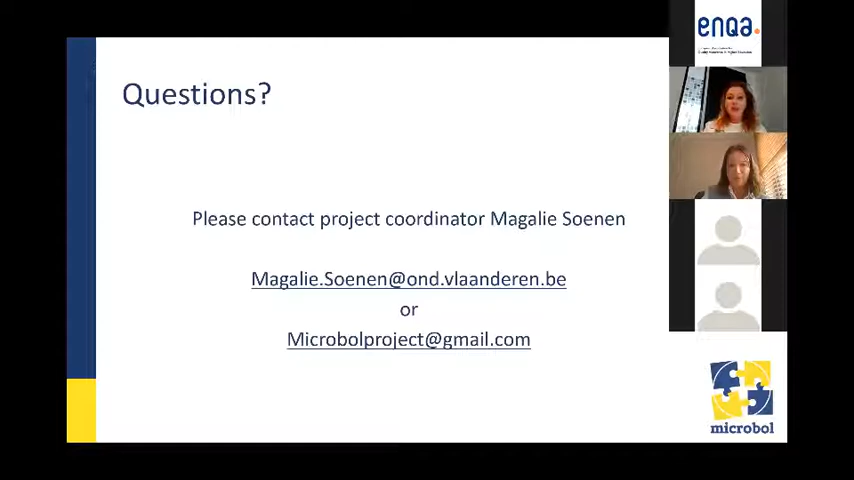 Questions?
Please contact project coordinator Magalie Soenen
Magalie.Soenen@ond.vlaanderen.be
or
Microbolproject@gmail.com
enqa.
microbol